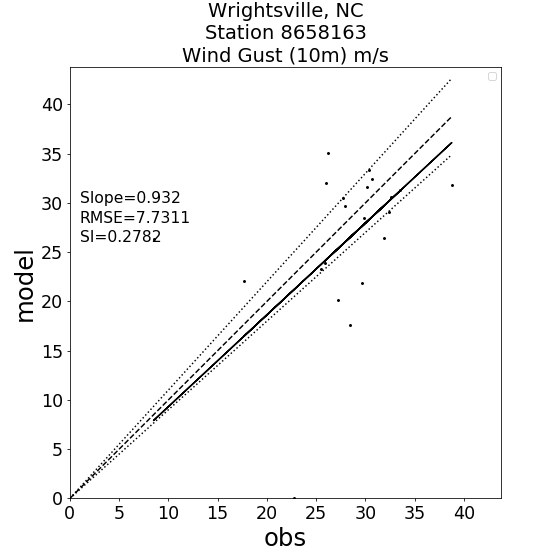 Wrightsville, NC
Station 8658163
Wind Gust (10m) m/s
40
35
30
25
20
15
10
5
0
Slope=0.932
RMSE=7.7311
SI=0.2782
model
0 5 10 15 20 25 30 35 40
obs